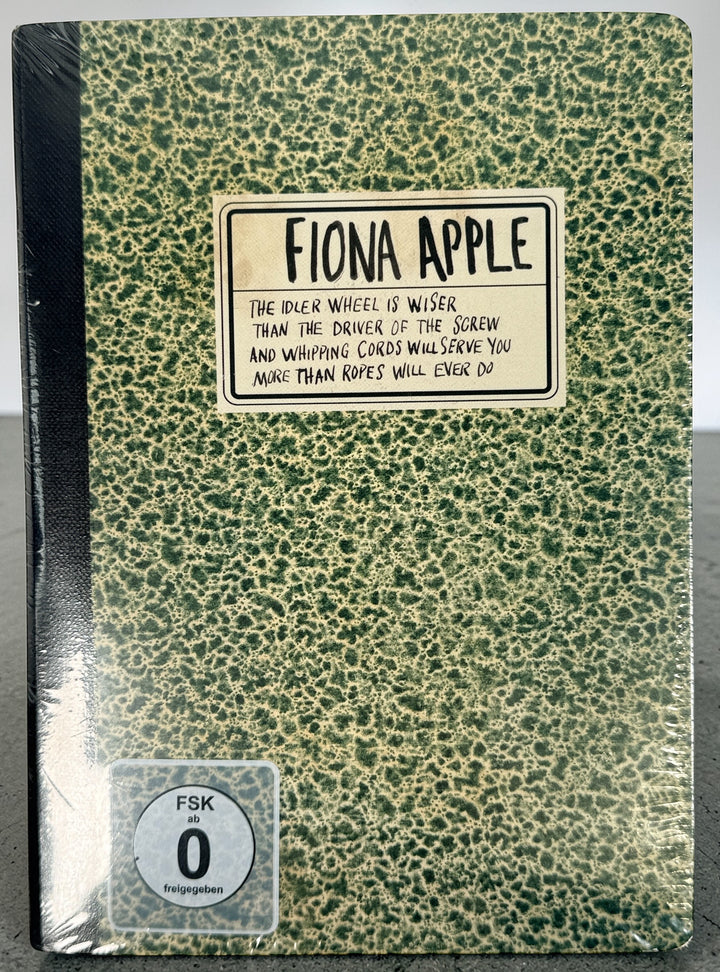 FIONA APPLE
THE IDLER WHEEL IS WISER
THAN THE DRIVER OF THE SCREW
AND WHIPPING CORDS WILL SERVE YOU
MORE THAN ROPES WILL EVER DO
FSK
ab
0
freigegeben